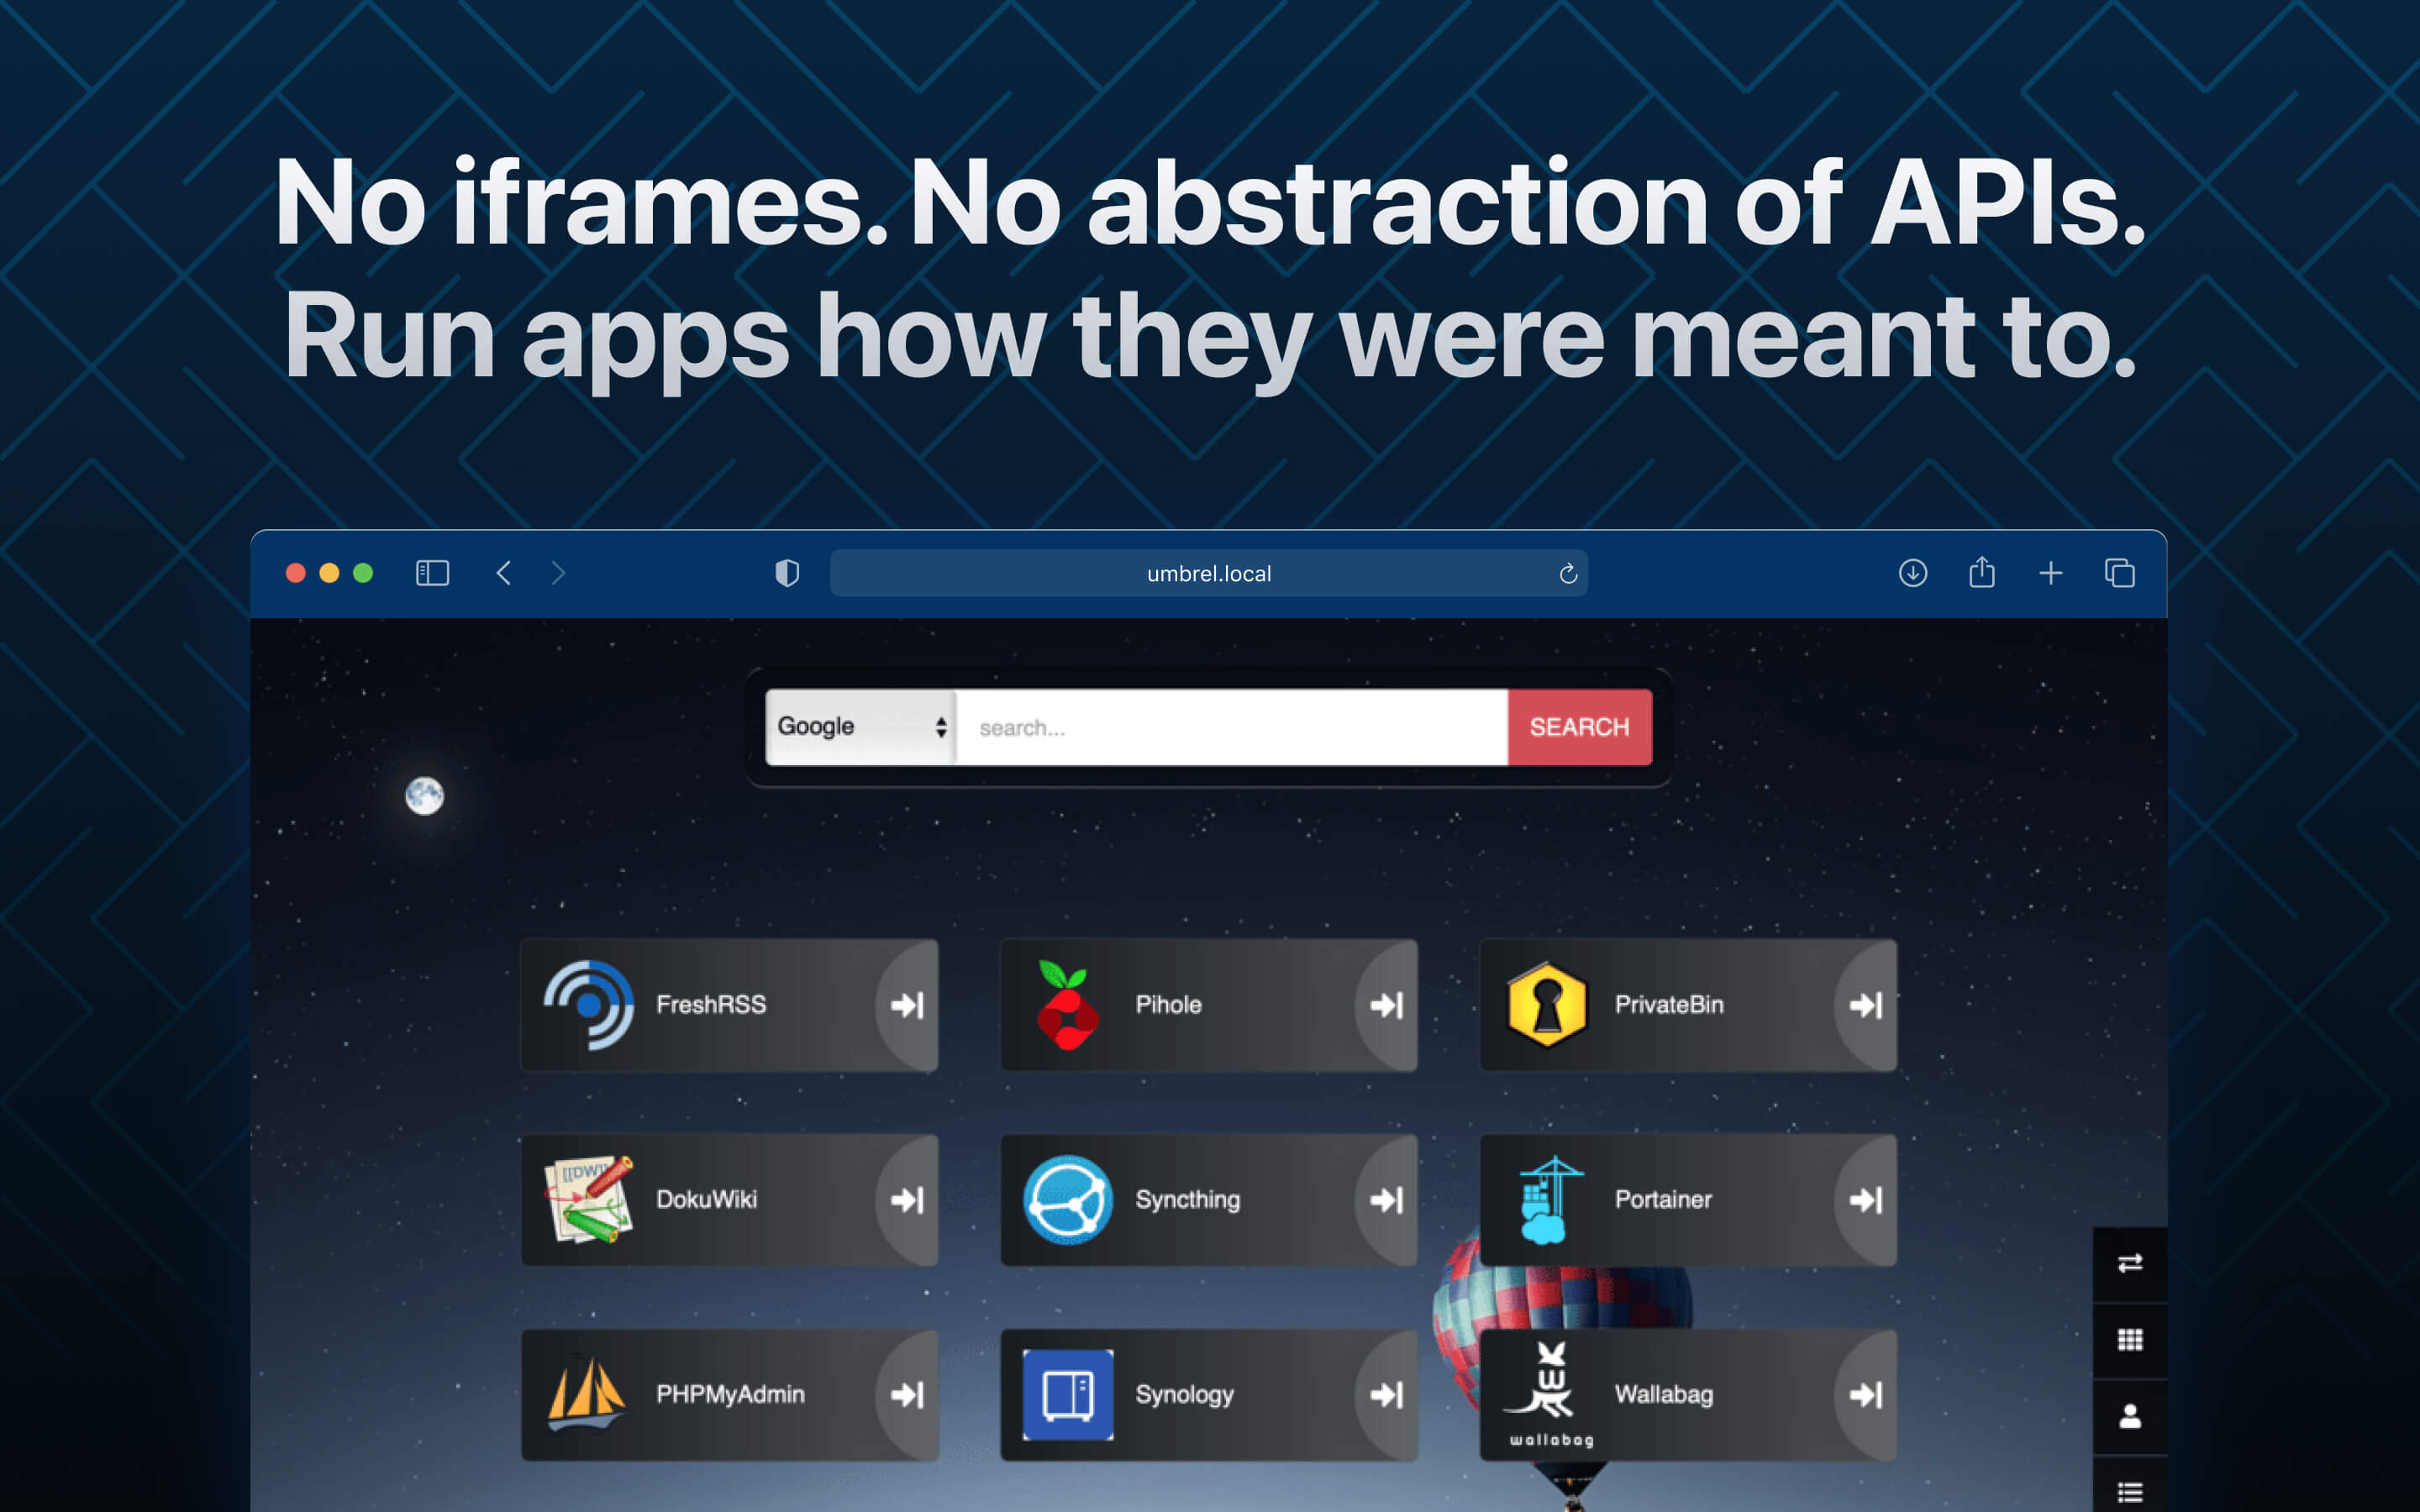 No iframes. No abstraction of APIs.
Run apps how they were meant to.
umbrel.local
Google
search...
SEARCH
FreshRSS
Pihole
PrivateBin
[[DW]]
DokuWiki
Syncthing
Portainer
PHPMyAdmin
Synology
wallabag
Wallabag